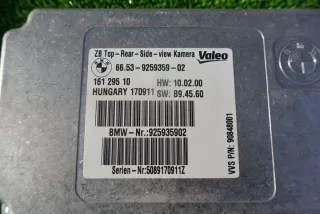 ZB Top-Rear-Side-view Kamera Valeo
66.53-9259359-02
161 295 10 HW: 10.02.00
HUNGARY 170911 SW: B9.45.60
BMW-Nr.:925935902
Serien-Nr:5089170911Z
VVS P/N: 90848001